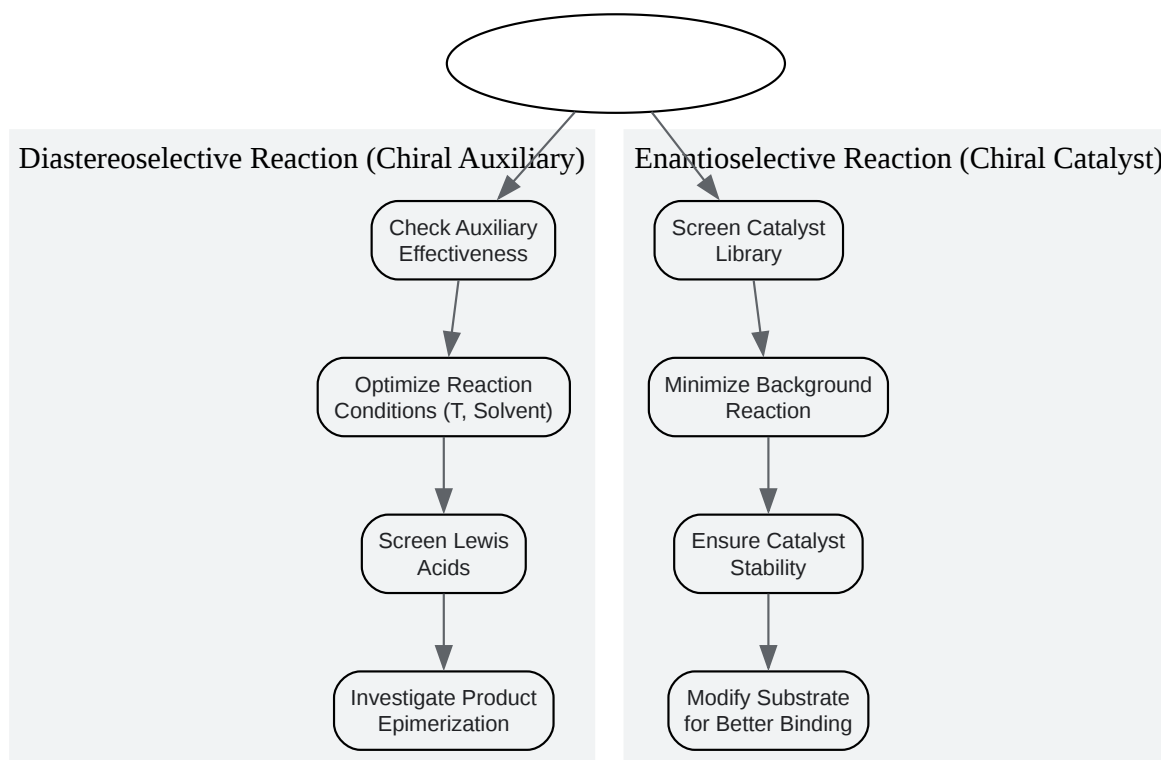 Diastereoselective Reaction (Chiral Auxiliary)
Check Auxiliary
Effectiveness
Optimize Reaction
Conditions (T, Solvent)
Screen Lewis
Acids
Investigate Product
Epimerization
Enantioselective Reaction (Chiral Catalyst)
Screen Catalyst
Library
Minimize Background
Reaction
Ensure Catalyst
Stability
Modify Substrate
for Better Binding